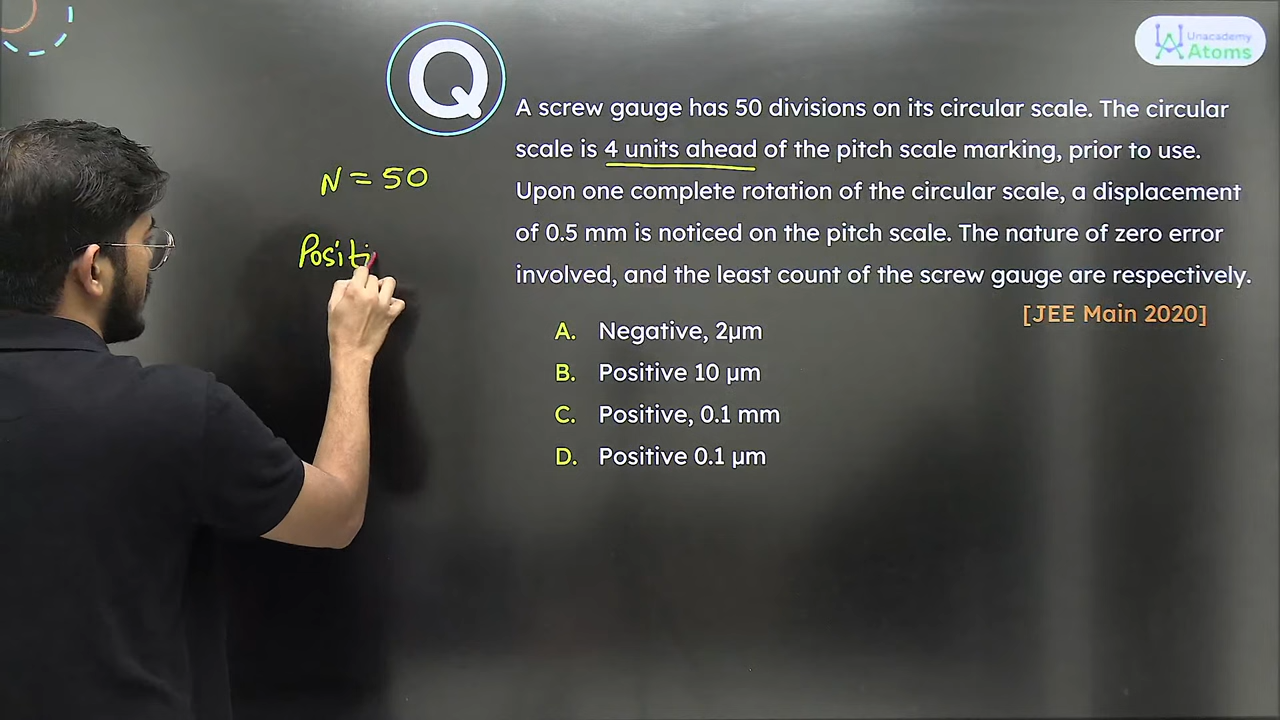 Q
Unacademy
Atoms
A screw gauge has 50 divisions on its circular scale. The circular
scale is 4 units ahead of the pitch scale marking, prior to use.
Upon one complete rotation of the circular scale, a displacement
of 0.5 mm is noticed on the pitch scale. The nature of zero error
involved, and the least count of the screw gauge are respectively.
[JEE Main 2020]
A. Negative, 2μm
B. Positive 10 μm
C. Positive, 0.1 mm
D. Positive 0.1 μm
N = 50
Positi